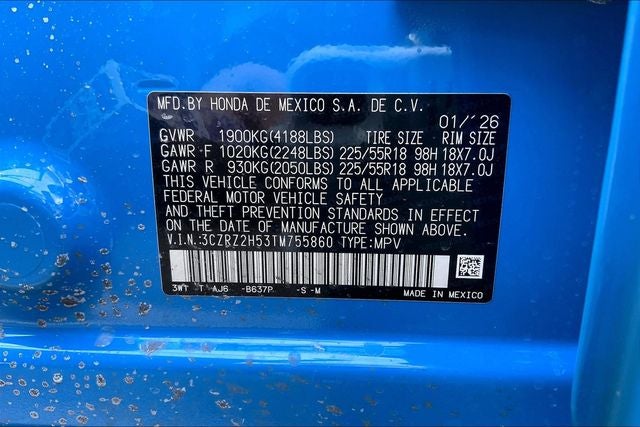 MFD.BY HONDA DE MEXICO S.A. DE C.V.
01/'26
GVWR 1900KG(4188LBS) TIRE SIZE RIM SIZE
GAWR F 1020KG(2248LBS) 225/55R18 98H 18X7.0J
GAWR R 930KG(2050LBS) 225/55R18 98H 18X7.0J
THIS VEHICLE CONFORMS TO ALL APPLICABLE
FEDERAL MOTOR VEHICLE SAFETY
AND THEFT PREVENTION STANDARDS IN EFFECT
ON THE DATE OF MANUFACTURE SHOWN ABOVE.
V.I.N.:3CZRZ2H53TM755860 TYPE:MPV
3WT T AJ6 -B637P -S -M MADE IN MEXICO